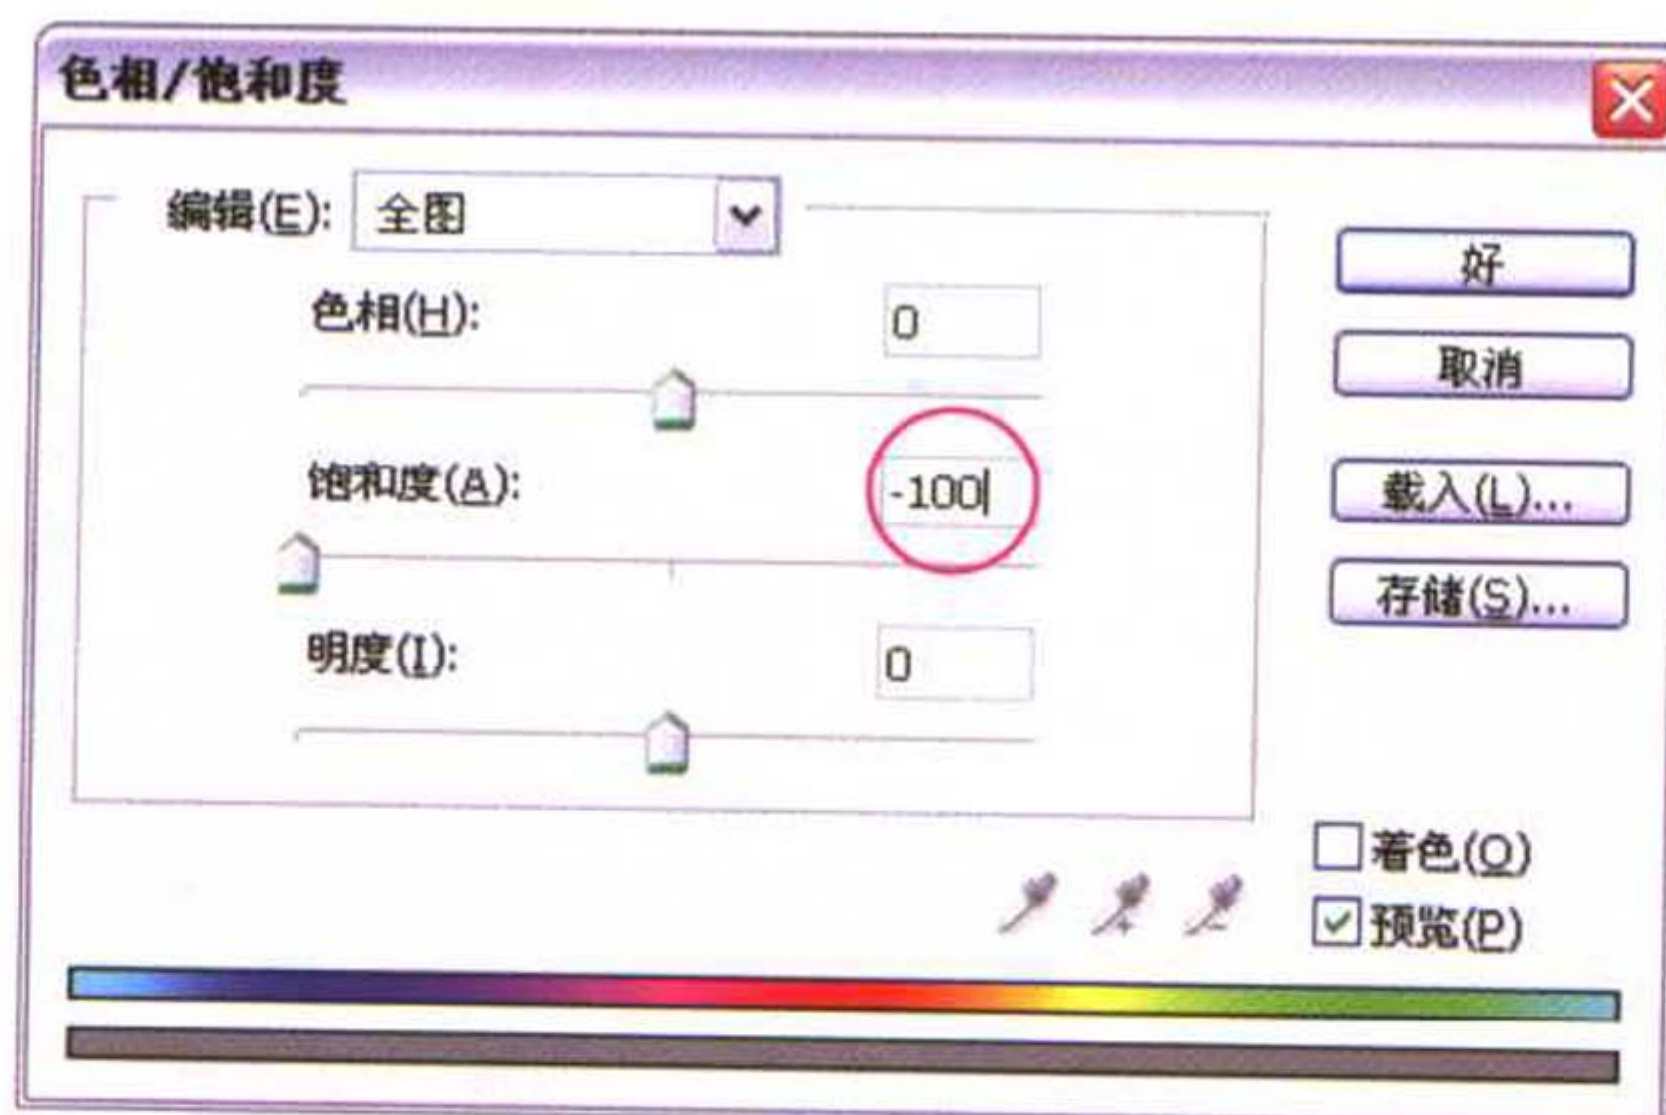 色相/饱和度
编辑(E): 全图
色相(H): 0
饱和度(A): -100
明度(I): 0
好
取消
载入(L)...
存储(S)...
着色(O)
预览(P)